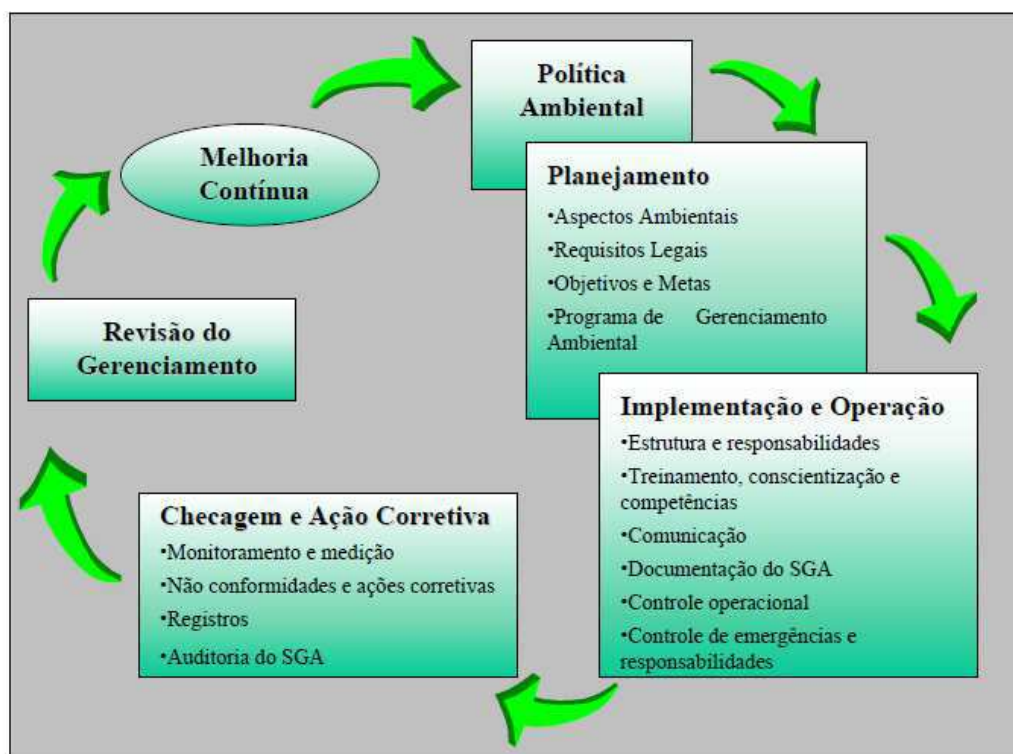 Política
Ambiental
Melhoria
Contínua
Planejamento
•Aspectos Ambientais
•Requisitos Legais
•Objetivos e Metas
•Programa de Gerenciamento
Ambiental
Revisão do
Gerenciamento
Implementação e Operação
•Estrutura e responsabilidades
•Treinamento, conscientização e
competências
•Comunicação
•Documentação do SGA
•Controle operacional
•Controle de emergências e
responsabilidades
Checagem e Ação Corretiva
•Monitoramento e medição
•Não conformidades e ações corretivas
•Registros
•Auditoria do SGA